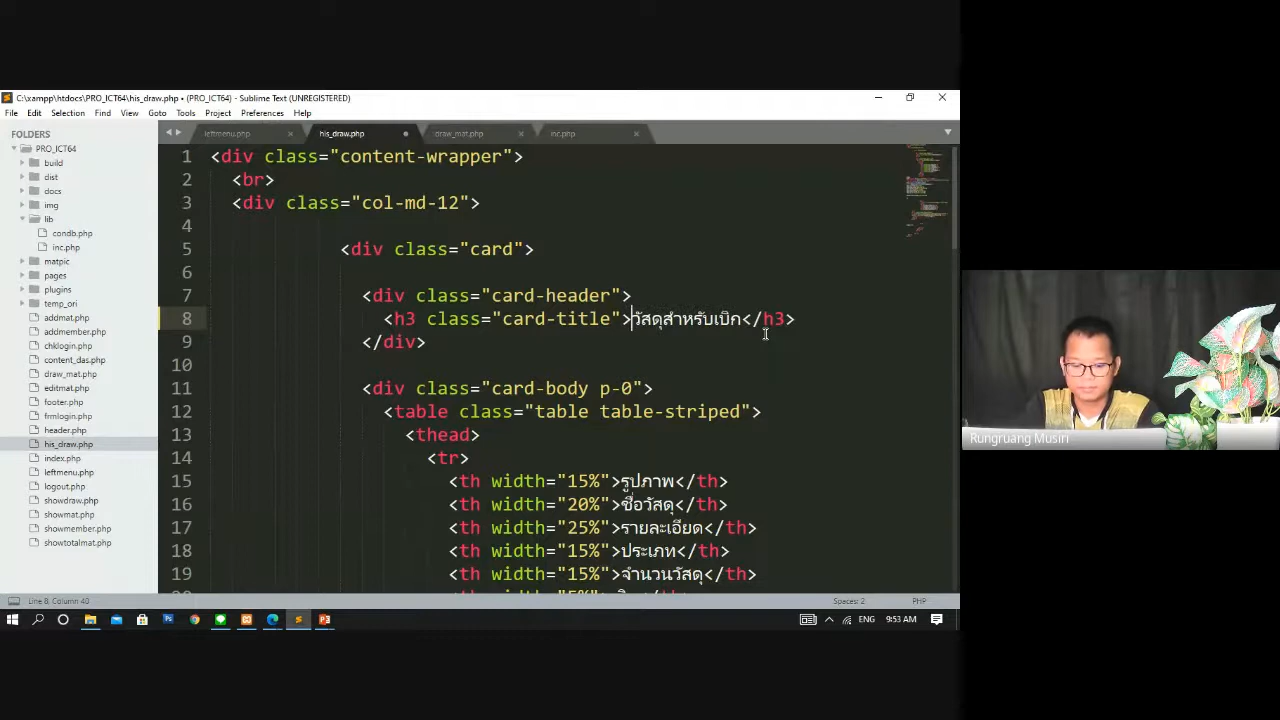 C:\xampp\htdocs\PRO_ICT64\his_draw.php • (PRO_ICT64) - Sublime Text (UNREGISTERED)
File Edit Selection Find View Goto Tools Project Preferences Help
FOLDERS
PRO_ICT64
build
dist
docs
img
lib
condb.php
inc.php
matpic
pages
plugins
temp_ori
addmat.php
addmember.php
chklogin.php
content_das.php
draw_mat.php
editmat.php
footer.php
frmlogin.php
header.php
his_draw.php
index.php
leftmenu.php
logout.php
showdraw.php
showmat.php
showmember.php
showtotalmat.php
leftmenu.php his_draw.php draw_mat.php inc.php
1 <div class="content-wrapper">
2 <br>
3 <div class="col-md-12">
4
5 <div class="card">
6
7 <div class="card-header">
8 <h3 class="card-title">วัสดุสำหรับเบิก</h3>
9 </div>
10
11 <div class="card-body p-0">
12 <table class="table table-striped">
13 <thead>
14 <tr>
15 <th width="15%">รูปภาพ</th>
16 <th width="20%">ชื่อวัสดุ</th>
17 <th width="25%">รายละเอียด</th>
18 <th width="15%">ประเภท</th>
19 <th width="15%">จำนวนวัสดุ</th>
Line 8, Column 40 Spaces: 2 PHP
ENG 9:53 AM
Rungruang Musiri